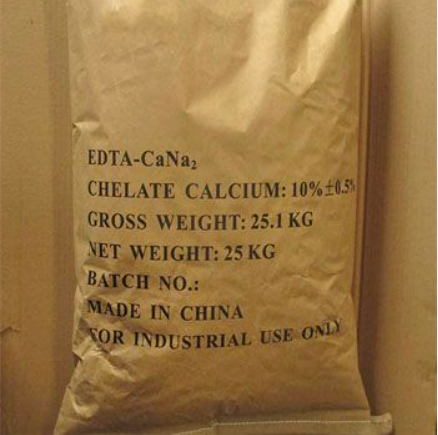 EDTA-CaNa₂
CHELATE CALCIUM: 10%±0.5%
GROSS WEIGHT: 25.1 KG
NET WEIGHT: 25 KG
BATCH NO.:
MADE IN CHINA
FOR INDUSTRIAL USE ONLY